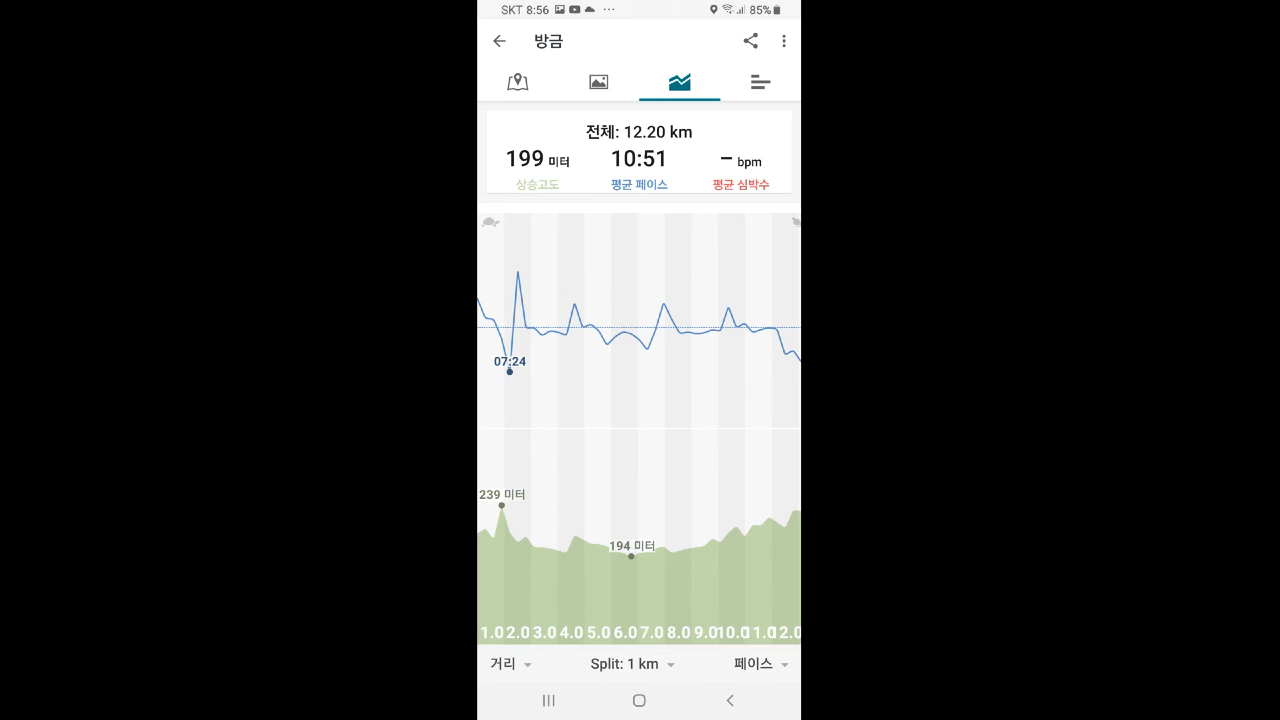 SKT 8:56 85%
방금
전체: 12.20 km
199 미터 10:51 – bpm
상승고도 평균 페이스 평균 심박수
07:24
239 미터
194 미터
1.0 2.0 3.0 4.0 5.0 6.0 7.0 8.0 9.0 10.0 11.0 12.0
거리 Split: 1 km 페이스